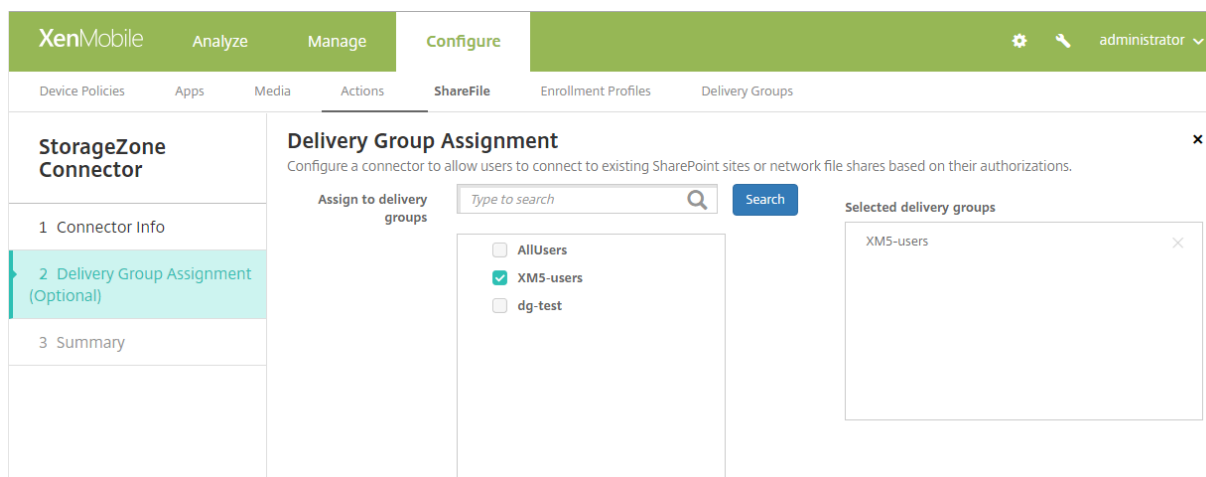 XenMobile Analyze Manage Configure administrator
Device Policies Apps Media Actions ShareFile Enrollment Profiles Delivery Groups
StorageZone
Connector
1 Connector Info
2 Delivery Group Assignment
(Optional)
3 Summary
Delivery Group Assignment
Configure a connector to allow users to connect to existing SharePoint sites or network file shares based on their authorizations.
Assign to delivery
groups
Type to search
Search
AllUsers
XM5-users
dg-test
Selected delivery groups
XM5-users